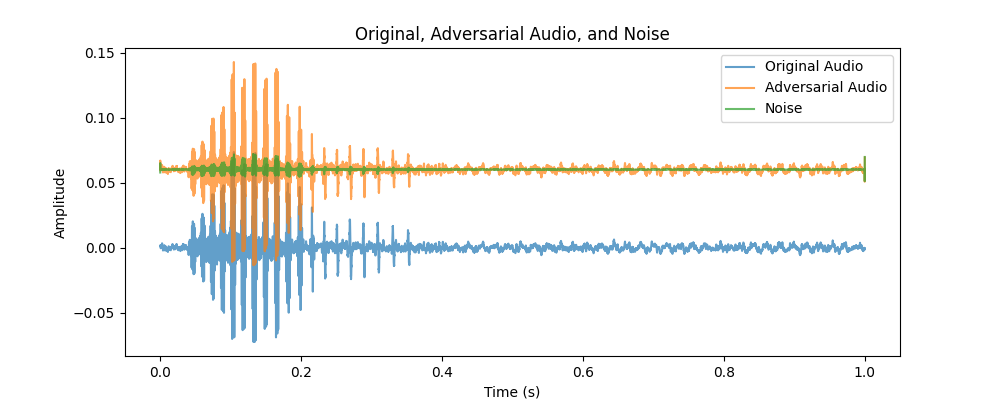 Original, Adversarial Audio, and Noise
Original Audio
Adversarial Audio
Noise
Amplitude
0.15
0.10
0.05
0.00
−0.05
0.0
0.2
0.4
0.6
0.8
1.0
Time (s)